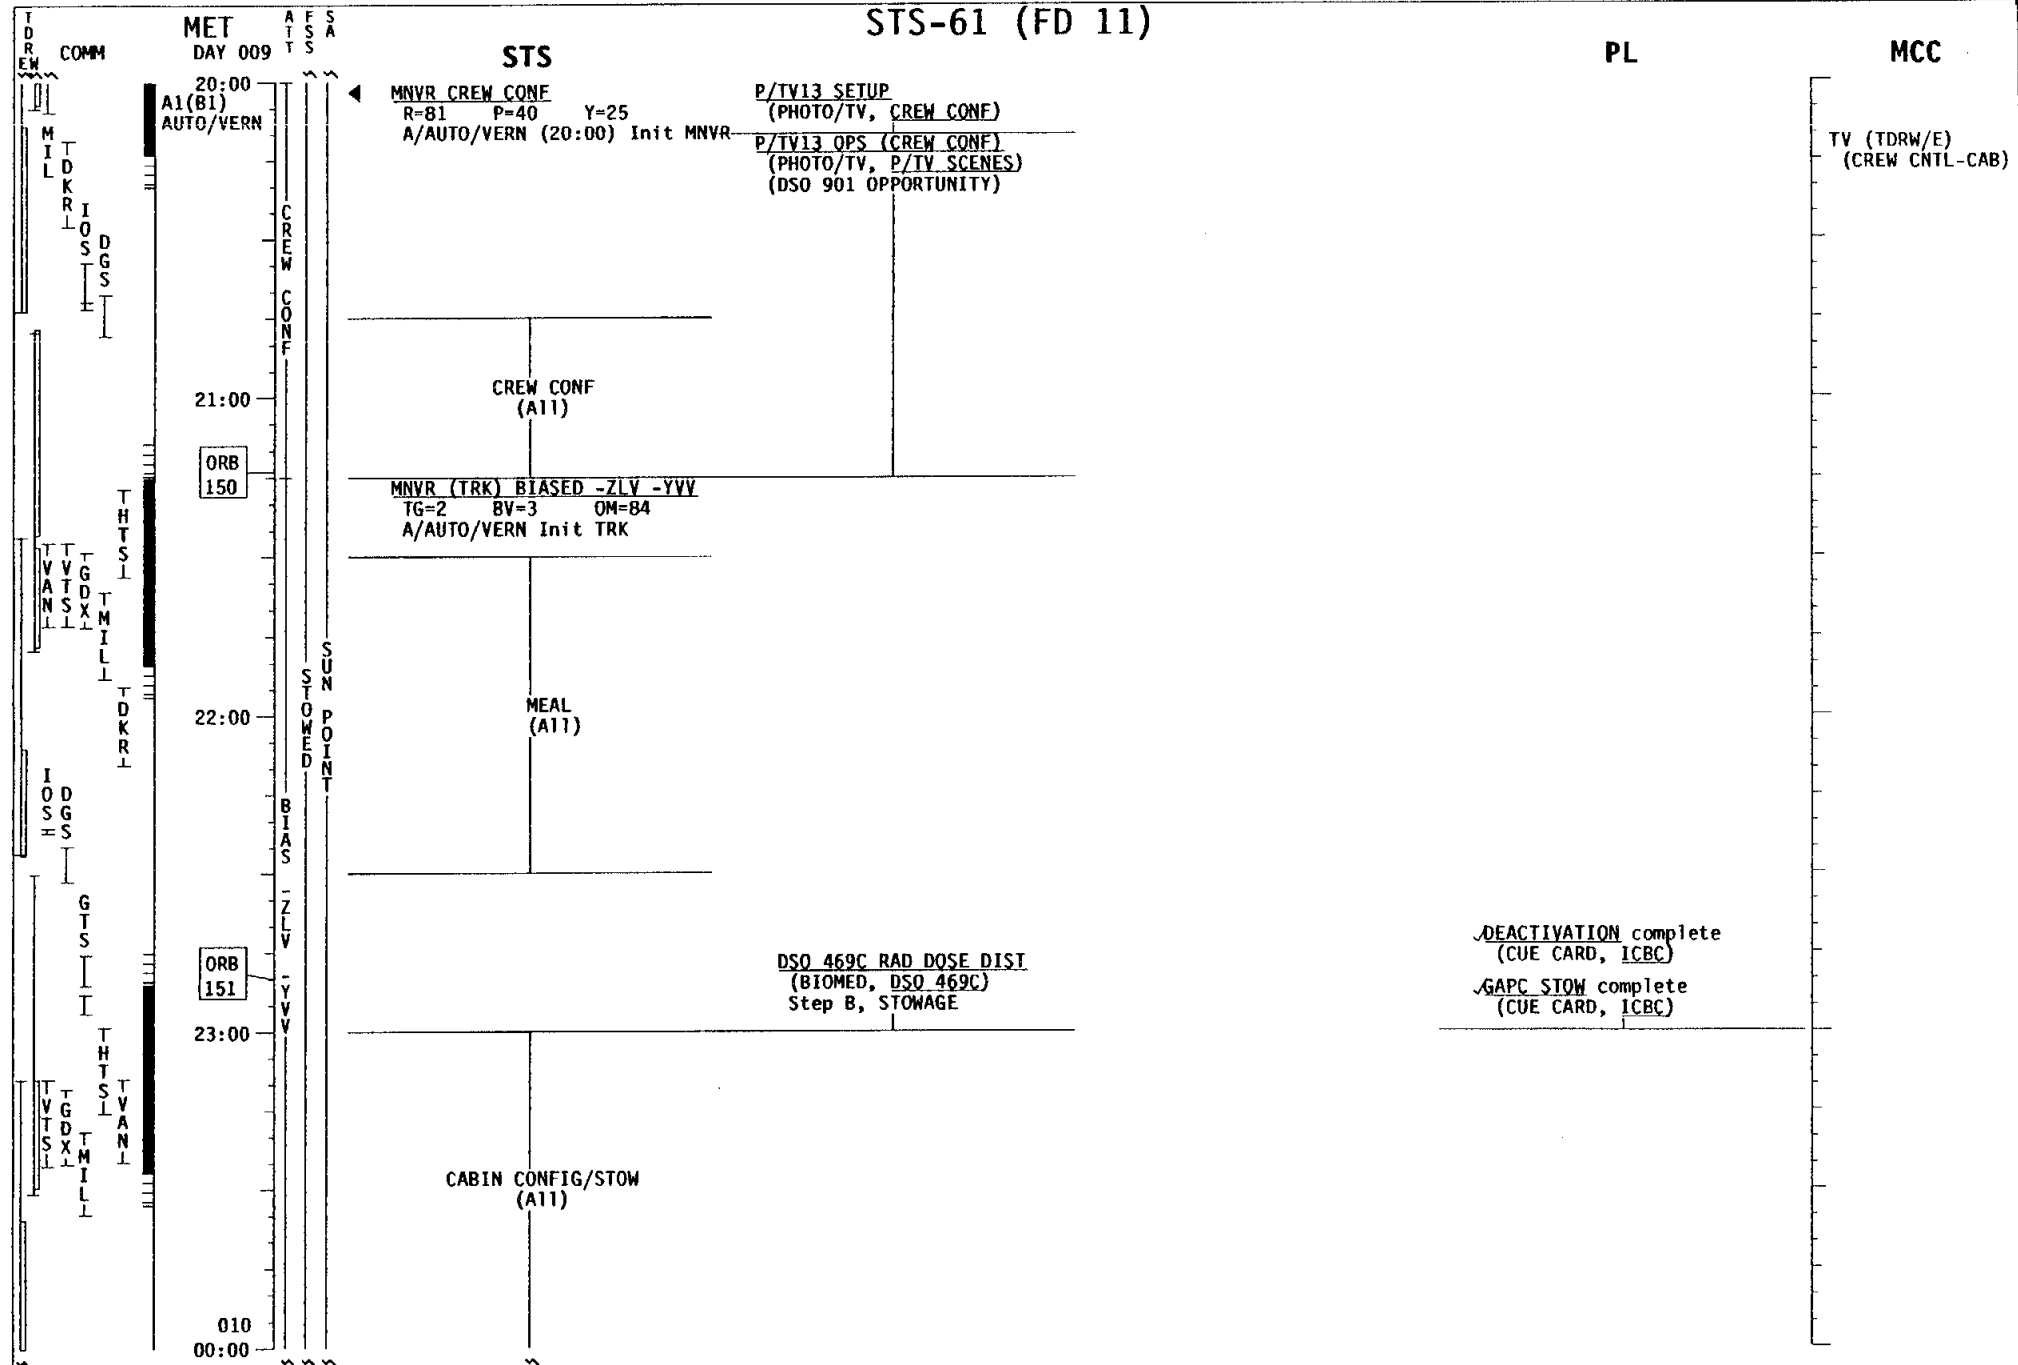 STS-61 (FD 11)
TDRE W
COMM
MET
DAY 009
ATT
FSS
SA
STS
PL
MCC
20:00
A1(B1)
AUTO/VERN
MNVR CREW CONF
R=81 P=40 Y=25
A/AUTO/VERN (20:00) Init MNVR
P/TV13 SETUP
(PHOTO/TV, CREW CONF)
P/TV13 OPS (CREW CONF)
(PHOTO/TV, P/TV SCENES)
(DSO 901 OPPORTUNITY)
TV (TDRW/E)
(CREW CNTL-CAB)
MIL
DKR
IOS
DGS
CREW CONF
CREW CONF
(All)
21:00
ORB
150
MNVR (TRK) BIASED -ZLV -YVV
TG=2 BV=3 OM=84
A/AUTO/VERN Init TRK
HTS
VAN
VTS
GDX
MIL
DKR
STOWED
SUN POINT
22:00
MEAL
(All)
IOS
DGS
BIAS -ZLV -YVV
GTS
ORB
151
DSO 469C RAD DOSE DIST
(BIOMED, DSO 469C)
Step B, STOWAGE
√DEACTIVATION complete
(CUE CARD, ICBC)
√GAPC STOW complete
(CUE CARD, ICBC)
23:00
HTS
VTS
GDX
VAN
MIL
CABIN CONFIG/STOW
(All)
010
00:00